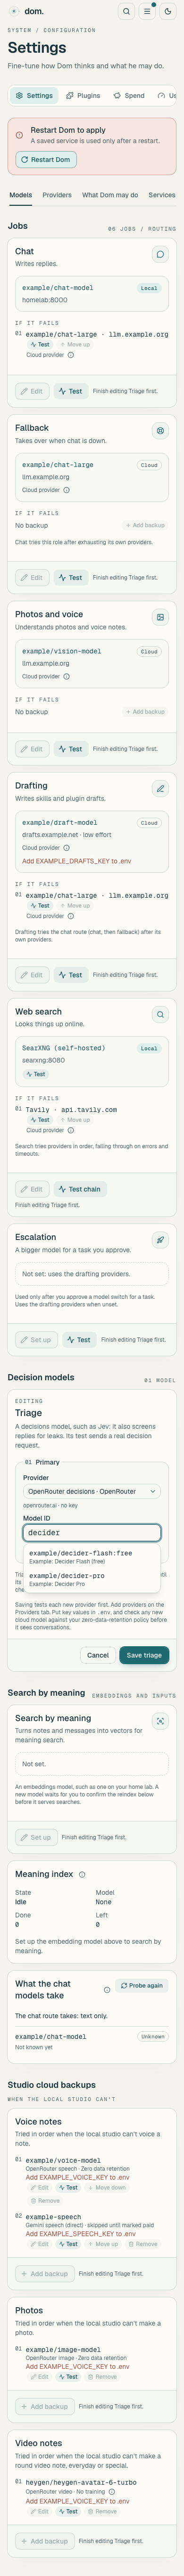 dom.
SYSTEM / CONFIGURATION
Settings
Fine-tune how Dom thinks and what he may do.
Settings
Plugins
Spend
Us
Restart Dom to apply
A saved service is used only after a restart.
Restart Dom
Models
Providers
What Dom may do
Services
Jobs
06 JOBS / ROUTING
Chat
Writes replies.
example/chat-model
Local
homelab:8000
IF IT FAILS
01 example/chat-large · llm.example.org
Test
Move up
Cloud provider
Edit
Test
Finish editing Triage first.
Fallback
Takes over when chat is down.
example/chat-large
Cloud
llm.example.org
Cloud provider
IF IT FAILS
No backup
Add backup
Chat tries this role after exhausting its own providers.
Edit
Test
Finish editing Triage first.
Photos and voice
Understands photos and voice notes.
example/vision-model
Cloud
llm.example.org
Cloud provider
IF IT FAILS
No backup
Add backup
Edit
Test
Finish editing Triage first.
Drafting
Writes skills and plugin drafts.
example/draft-model
Cloud
drafts.example.net · low effort
Cloud provider
Add EXAMPLE_DRAFTS_KEY to .env
IF IT FAILS
01 example/chat-large · llm.example.org
Test
Move up
Cloud provider
Drafting tries the chat route (chat, then fallback) after its
own providers.
Edit
Test
Finish editing Triage first.
Web search
Looks things up online.
SearXNG (self-hosted)
Local
searxng:8080
Test
IF IT FAILS
01 Tavily · api.tavily.com
Test
Move up
Cloud provider
Search tries providers in order, falling through on errors and
timeouts.
Edit
Test chain
Finish editing Triage first.
Escalation
A bigger model for a task you approve.
Not set: uses the drafting providers.
Used only after you approve a model switch for a task.
Uses the drafting providers when unset.
Set up
Test
Finish editing Triage first.
Decision models
01 MODEL
EDITING
Triage
A decisions model, such as Jev: it also screens
replies for leaks. Its test sends a real decision
request.
01 Primary
Provider
OpenRouter decisions · OpenRouter
openrouter.ai · no key
Model ID
decider
example/decider-flash:free
Example: Decider Flash (free)
example/decider-pro
Example: Decider Pro
Saving tests each new provider first. Add providers on the
Providers tab. Put key values in .env, and check any new
cloud model against your zero-data-retention policy before
it sees conversations.
Cancel
Save triage
Search by meaning
EMBEDDINGS AND INPUTS
Search by meaning
Turns notes and messages into vectors for
meaning search.
Not set.
An embeddings model, such as one on your home lab. A
new model waits for you to confirm the reindex below
before it serves searches.
Set up
Finish editing Triage first.
Meaning index
State
Model
Idle
None
Done
Left
0
0
Set up the embedding model above to search by
meaning.
What the chat
models take
Probe again
The chat route takes: text only.
example/chat-model
Unknown
Not known yet
Studio cloud backups
WHEN THE LOCAL STUDIO CAN'T
Voice notes
Tried in order when the local studio can't voice a
note.
01 example/voice-model
OpenRouter speech · Zero data retention
Add EXAMPLE_VOICE_KEY to .env
Edit
Test
Move down
Remove
02 example-speech
Gemini speech (direct) · skipped until marked paid
Add EXAMPLE_SPEECH_KEY to .env
Edit
Test
Move up
Remove
Add backup
Finish editing Triage first.
Photos
Tried in order when the local studio can't make a
photo.
01 example/image-model
OpenRouter image · Zero data retention
Add EXAMPLE_VOICE_KEY to .env
Edit
Test
Remove
Add backup
Finish editing Triage first.
Video notes
Tried in order when the local studio can't make a
round video note, everyday or special.
01 heygen/heygen-avatar-6-turbo
OpenRouter video · No training
Add EXAMPLE_VOICE_KEY to .env
Edit
Test
Remove
Add backup
Finish editing Triage first.